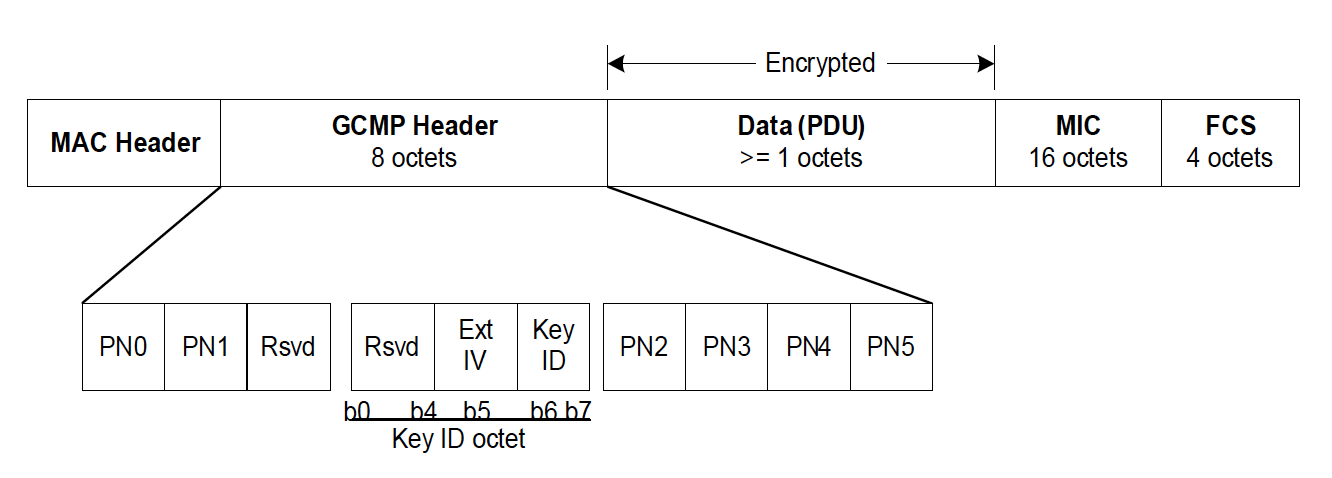 Encrypted
MAC Header
GCMP Header
8 octets
Data (PDU)
>= 1 octets
MIC
16 octets
FCS
4 octets
PN0
PN1
Rsvd
Rsvd
Ext
IV
Key
ID
PN2
PN3
PN4
PN5
b0 b4 b5 b6 b7
Key ID octet